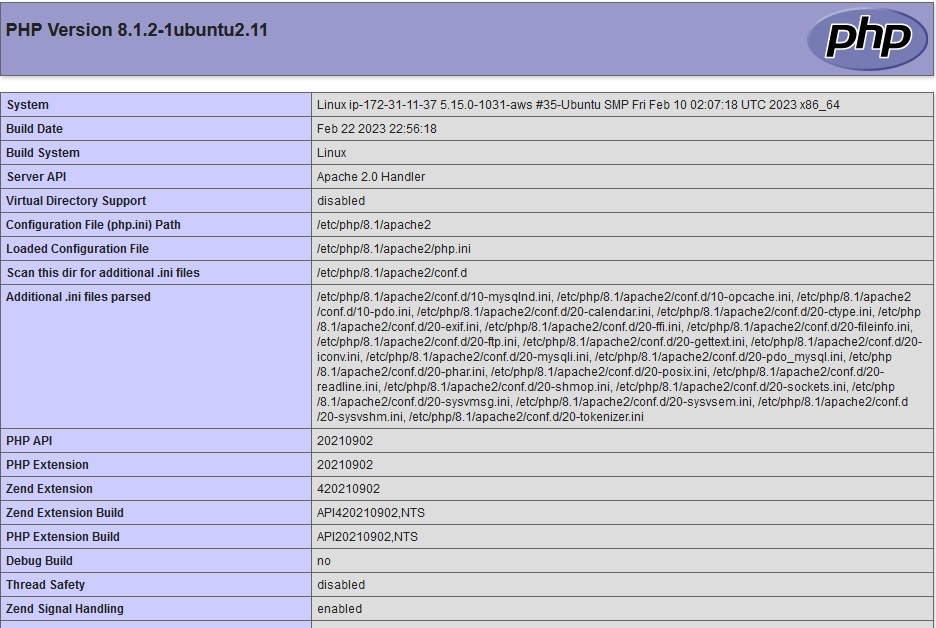 PHP Version 8.1.2-1ubuntu2.11
php
System Linux ip-172-31-11-37 5.15.0-1031-aws #35-Ubuntu SMP Fri Feb 10 02:07:18 UTC 2023 x86_64
Build Date Feb 22 2023 22:56:18
Build System Linux
Server API Apache 2.0 Handler
Virtual Directory Support disabled
Configuration File (php.ini) Path /etc/php/8.1/apache2
Loaded Configuration File /etc/php/8.1/apache2/php.ini
Scan this dir for additional .ini files /etc/php/8.1/apache2/conf.d
Additional .ini files parsed /etc/php/8.1/apache2/conf.d/10-mysqlnd.ini, /etc/php/8.1/apache2/conf.d/10-opcache.ini, /etc/php/8.1/apache2
/conf.d/10-pdo.ini, /etc/php/8.1/apache2/conf.d/20-calendar.ini, /etc/php/8.1/apache2/conf.d/20-ctype.ini, /etc/php
/8.1/apache2/conf.d/20-exif.ini, /etc/php/8.1/apache2/conf.d/20-ffi.ini, /etc/php/8.1/apache2/conf.d/20-fileinfo.ini,
/etc/php/8.1/apache2/conf.d/20-ftp.ini, /etc/php/8.1/apache2/conf.d/20-gettext.ini, /etc/php/8.1/apache2/conf.d/20-
iconv.ini, /etc/php/8.1/apache2/conf.d/20-mysqli.ini, /etc/php/8.1/apache2/conf.d/20-pdo_mysql.ini, /etc/php
/8.1/apache2/conf.d/20-phar.ini, /etc/php/8.1/apache2/conf.d/20-posix.ini, /etc/php/8.1/apache2/conf.d/20-
readline.ini, /etc/php/8.1/apache2/conf.d/20-shmop.ini, /etc/php/8.1/apache2/conf.d/20-sockets.ini, /etc/php
/8.1/apache2/conf.d/20-sysvmsg.ini, /etc/php/8.1/apache2/conf.d/20-sysvsem.ini, /etc/php/8.1/apache2/conf.d
/20-sysvshm.ini, /etc/php/8.1/apache2/conf.d/20-tokenizer.ini
PHP API 20210902
PHP Extension 20210902
Zend Extension 420210902
Zend Extension Build API420210902,NTS
PHP Extension Build API20210902,NTS
Debug Build no
Thread Safety disabled
Zend Signal Handling enabled